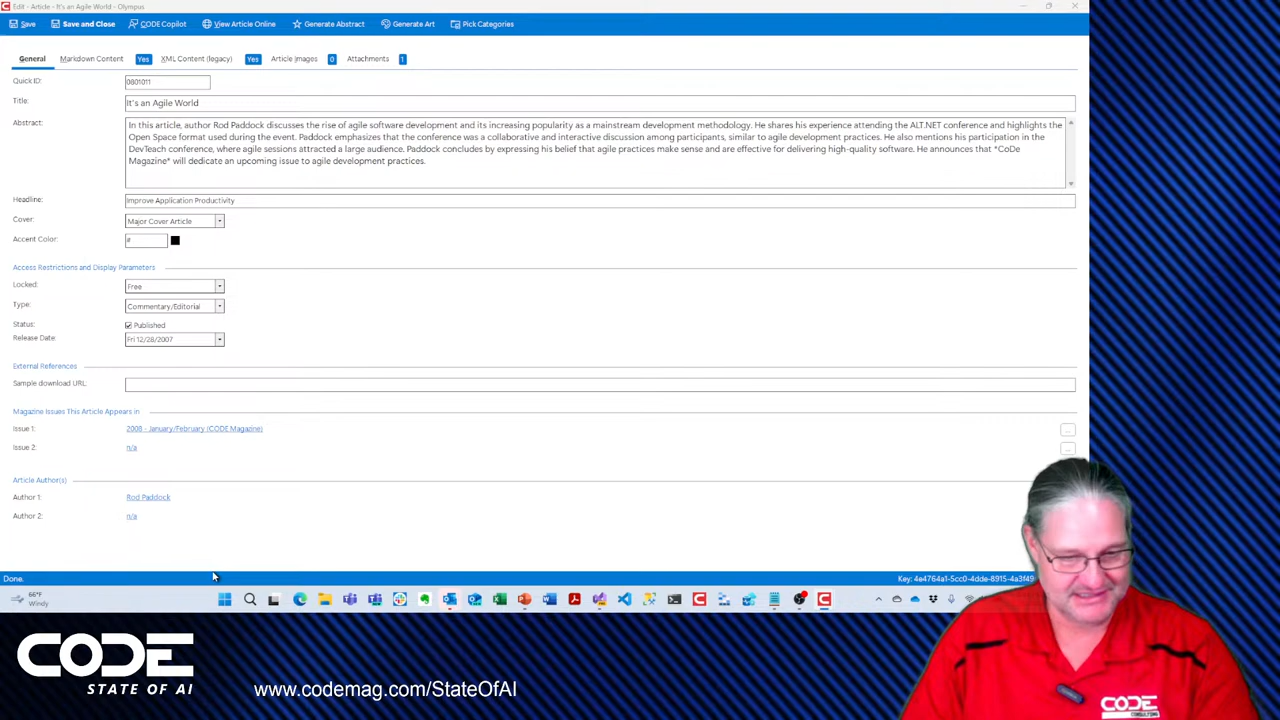 Edit - Article - It's an Agile World - Olympus
Save Save and Close CODE Copilot View Article Online Generate Abstract Generate Art Pick Categories
General Markdown Content Yes XML Content (legacy) Yes Article Images 0 Attachments 1
Quick ID: 0801011
Title: It's an Agile World
Abstract: In this article, author Rod Paddock discusses the rise of agile software development and its increasing popularity as a mainstream development methodology. He shares his experience attending the ALT.NET conference and highlights the
Open Space format used during the event. Paddock emphasizes that the conference was a collaborative and interactive discussion among participants, similar to agile development practices. He also mentions his participation in the
DevTeach conference, where agile sessions attracted a large audience. Paddock concludes by expressing his belief that agile practices make sense and are effective for delivering high-quality software. He announces that *CoDe
Magazine* will dedicate an upcoming issue to agile development practices.
Headline: Improve Application Productivity
Cover: Major Cover Article
Accent Color: #
Access Restrictions and Display Parameters
Locked: Free
Type: Commentary/Editorial
Status: Published
Release Date: Fri 12/28/2007
External References
Sample download URL:
Magazine Issues This Article Appears in
Issue 1: 2008 - January/February (CODE Magazine) ...
Issue 2: n/a ...
Article Author(s)
Author 1: Rod Paddock
Author 2: n/a
Done. Key: 4e4764a1-5cc0-4dde-8915-4a3f49
66°F
Windy
CODE
STATE OF AI
www.codemag.com/StateOfAI
CODE
CONSULTING